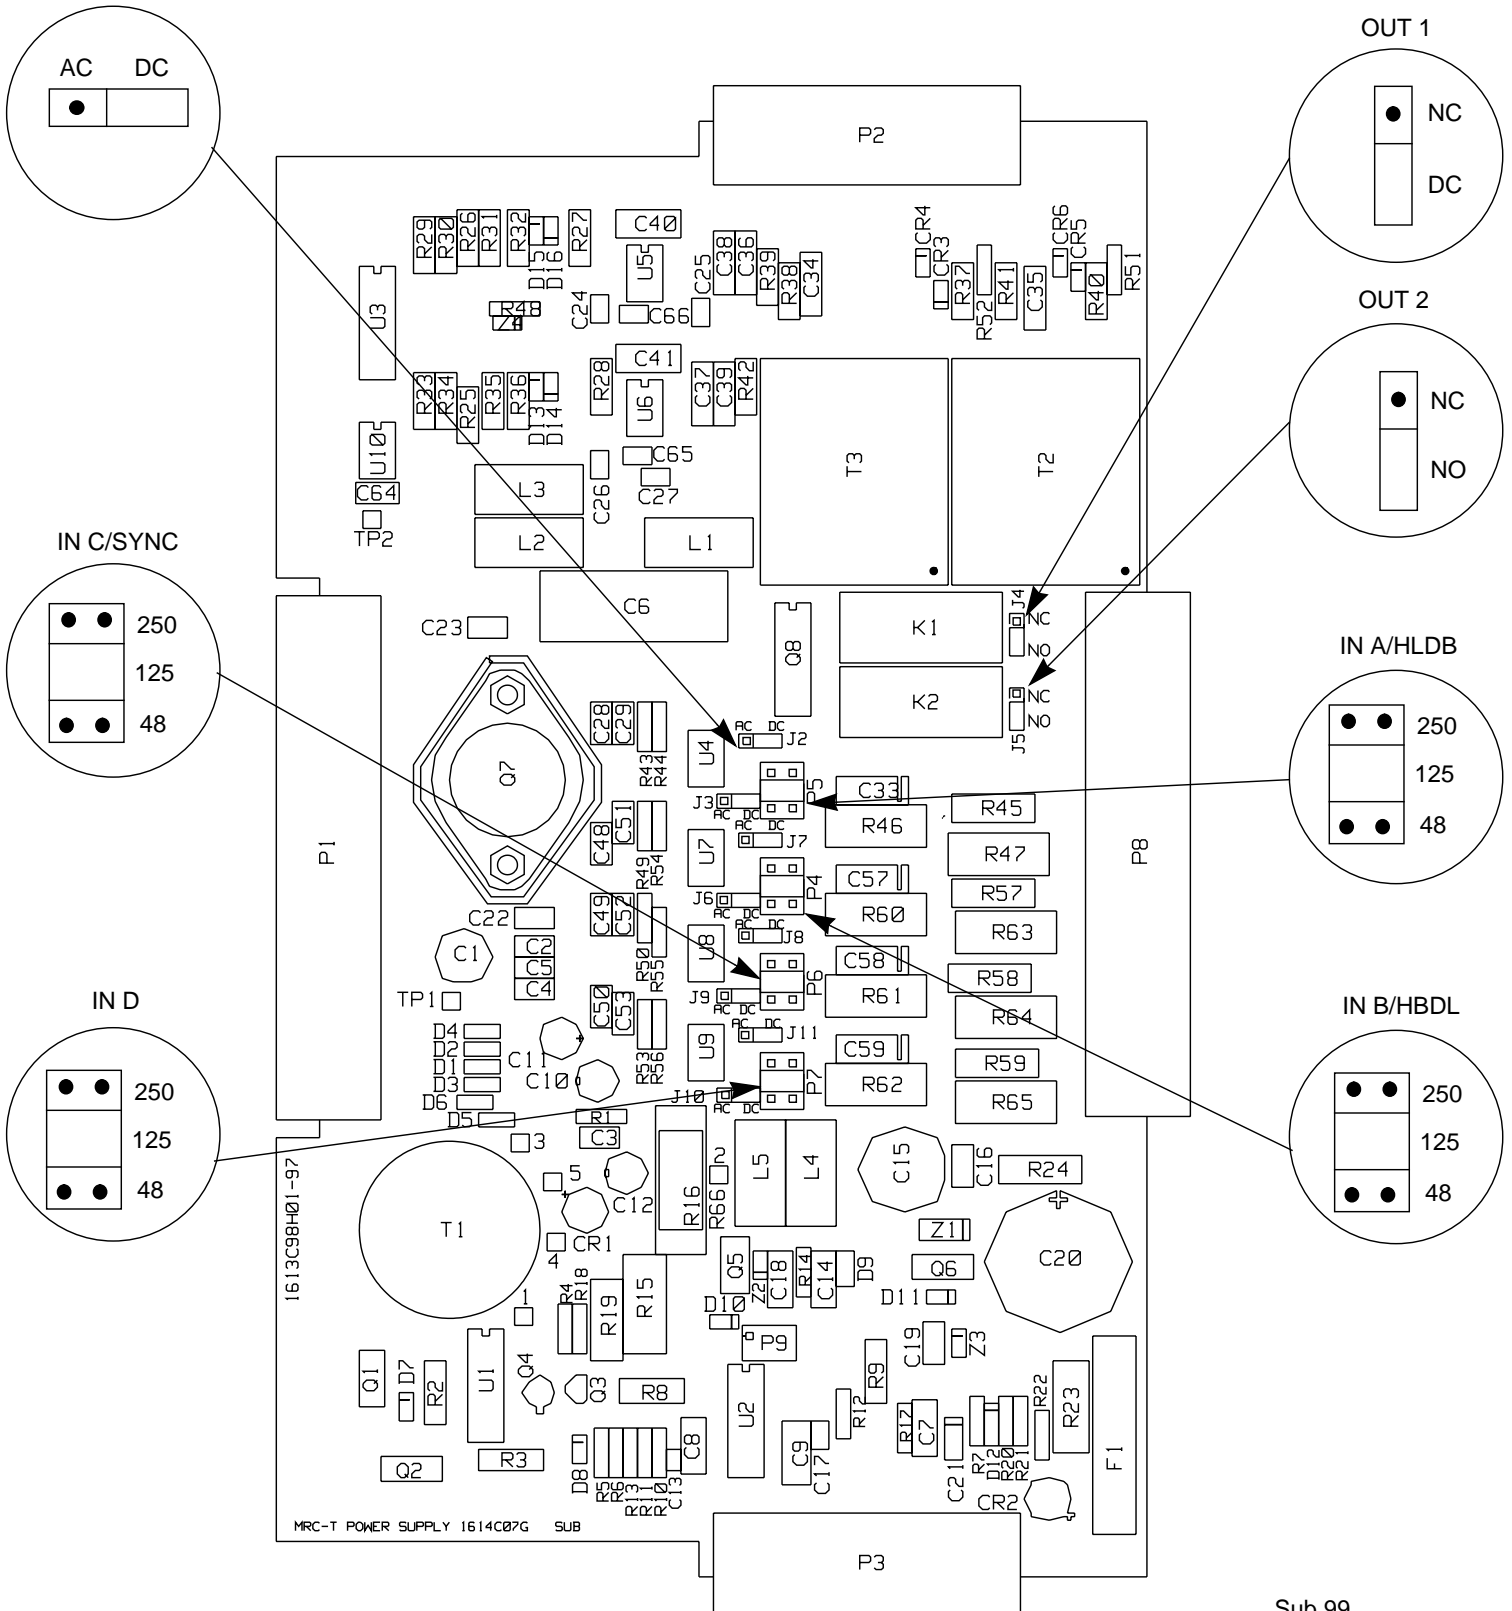 OUT 1
AC DC
NC
DC
P2
CR4
CR3
CR6
CR5
R29
R30
R26
R31
R32
D15
D16
R27
C40
U5
C25
C38
C36
R39
R38
C34
R37
R52
R41
C35
R40
R51
U3
R48
Z4
C24
C66
OUT 2
NC
NO
C41
R23
R34
R25
R35
R36
D13
D14
R28
U6
C37
C39
R42
T3
T2
U10
C65
C64
L3
C26
C27
TP2
L2
L1
IN C/SYNC
250
125
48
C6
C23
Q8
K1
J4
NC
NO
K2
NC
NO
J5
IN A/HLDB
250
125
48
C28
C29
R43
R44
U4
AC DC
J2
Q7
P5
C33
J3
AC DC
R46
R45
C48
C51
R49
R54
U7
AC DC
J7
R47
P1
P8
P4
C57
R57
J6
AC DC
R60
C22
C49
C52
R50
R55
U8
AC DC
J8
R63
C1
C2
C5
C4
P6
C58
R58
TP1
J9
AC DC
R61
C50
C53
R53
R56
U9
AC DC
J11
R64
IN D
250
125
48
IN B/HBDL
250
125
48
D4
D2
D1
D3
D6
D5
C11
C10
P7
C59
R59
J10
AC DC
R62
R65
R1
C3
3
5
C12
R16
2
R66
L5
L4
C15
C16
R24
1613C98H01-97
T1
CR1
4
Z1
C20
Q6
D11
R4
R18
R19
R15
Q5
Z2
C18
R14
C14
D9
D10
1
P9
C19
Z3
Q1
D7
R2
U1
Q4
Q3
R8
U2
R9
R12
R17
C7
R22
R23
F1
Q2
R3
D8
R5
R6
R13
R11
R10
C13
C8
C9
C17
C21
R7
D12
R20
R21
CR2
MRC-T POWER SUPPLY 1614C07G SUB
P3
Sub 99